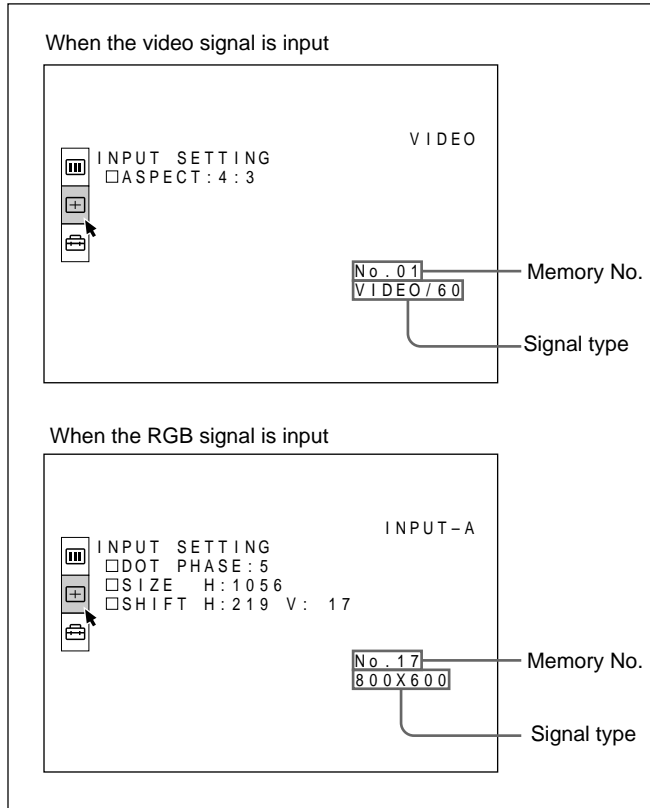 When the video signal is input
VIDEO
INPUT SETTING
□ASPECT:4:3
No.01
Memory No.
VIDEO/60
Signal type
When the RGB signal is input
INPUT–A
INPUT SETTING
□DOT PHASE:5
□SIZE H:1056
□SHIFT H:219 V: 17
No.17
Memory No.
800X600
Signal type